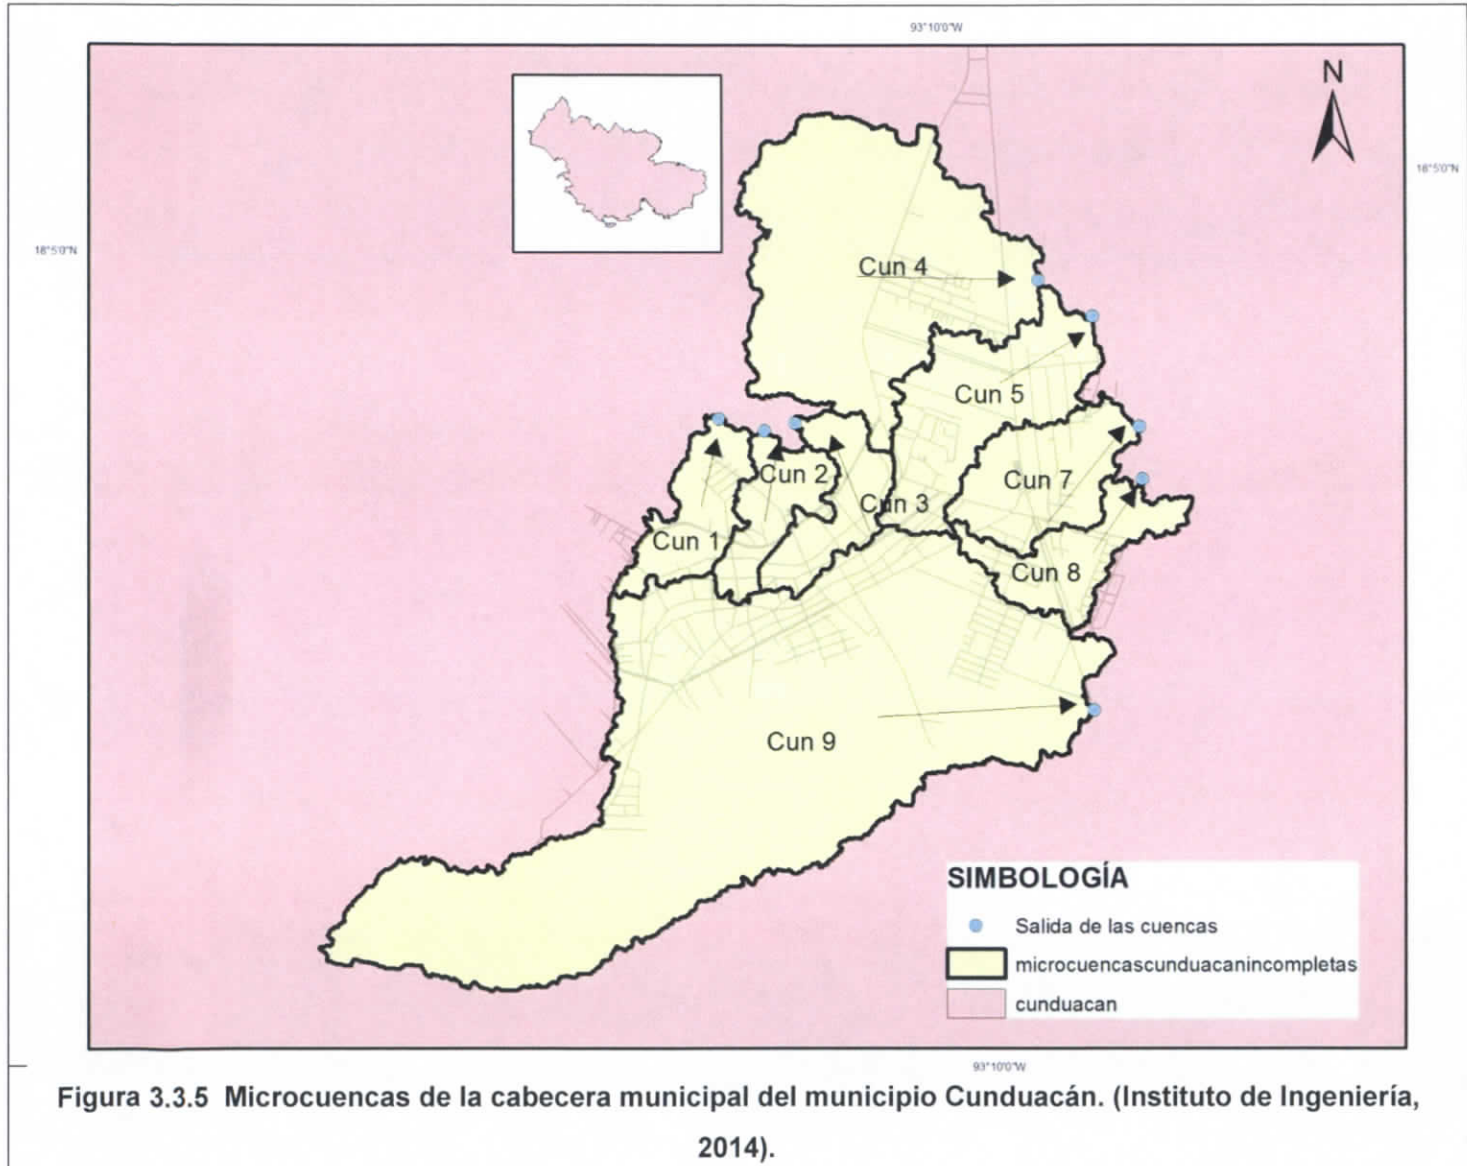 93°10'0"W
N
18°5'0"N
18°5'0"N
Cun 4
Cun 5
Cun 2
Cun 7
Cun 3
Cun 1
Cun 8
Cun 9
SIMBOLOGÍA
Salida de las cuencas
microcuencascunduacanincompletas
cunduacan
93°10'0"W
Figura 3.3.5 Microcuencas de la cabecera municipal del municipio Cunduacán. (Instituto de Ingeniería,
2014).